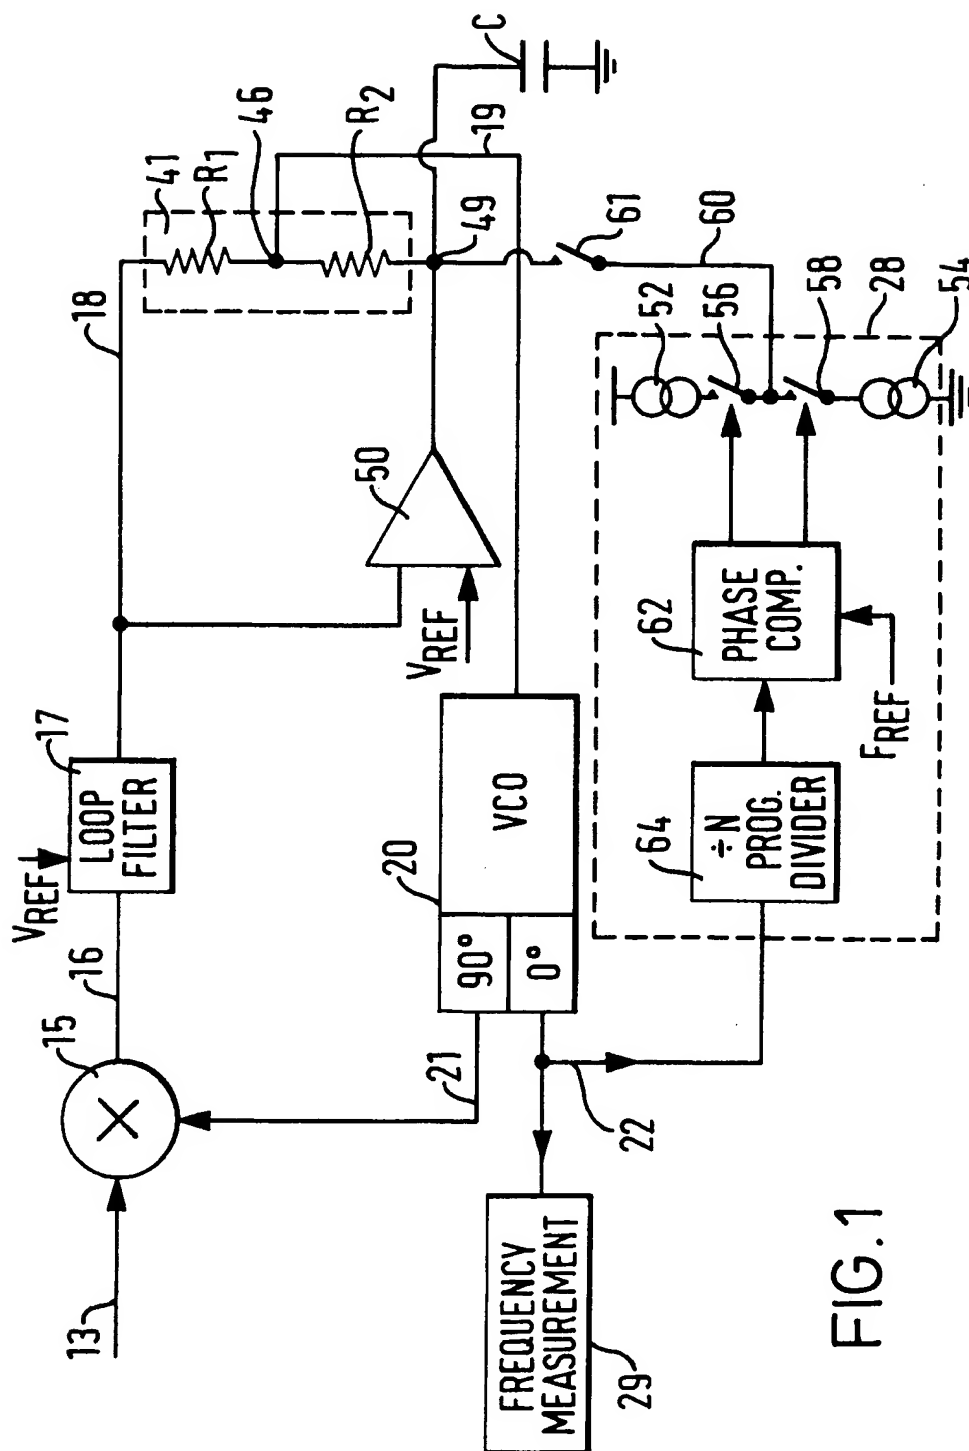 13
15
16
V_REF
17
LOOP
FILTER
18
41
R1
46
R2
C
19
49
50
V_REF
61
60
21
20
90°
0°
VCO
22
FREQUENCY
MEASUREMENT
29
64
÷N
PROG.
DIVIDER
62
PHASE
COMP.
F_REF
52
56
58
28
54
FIG.1